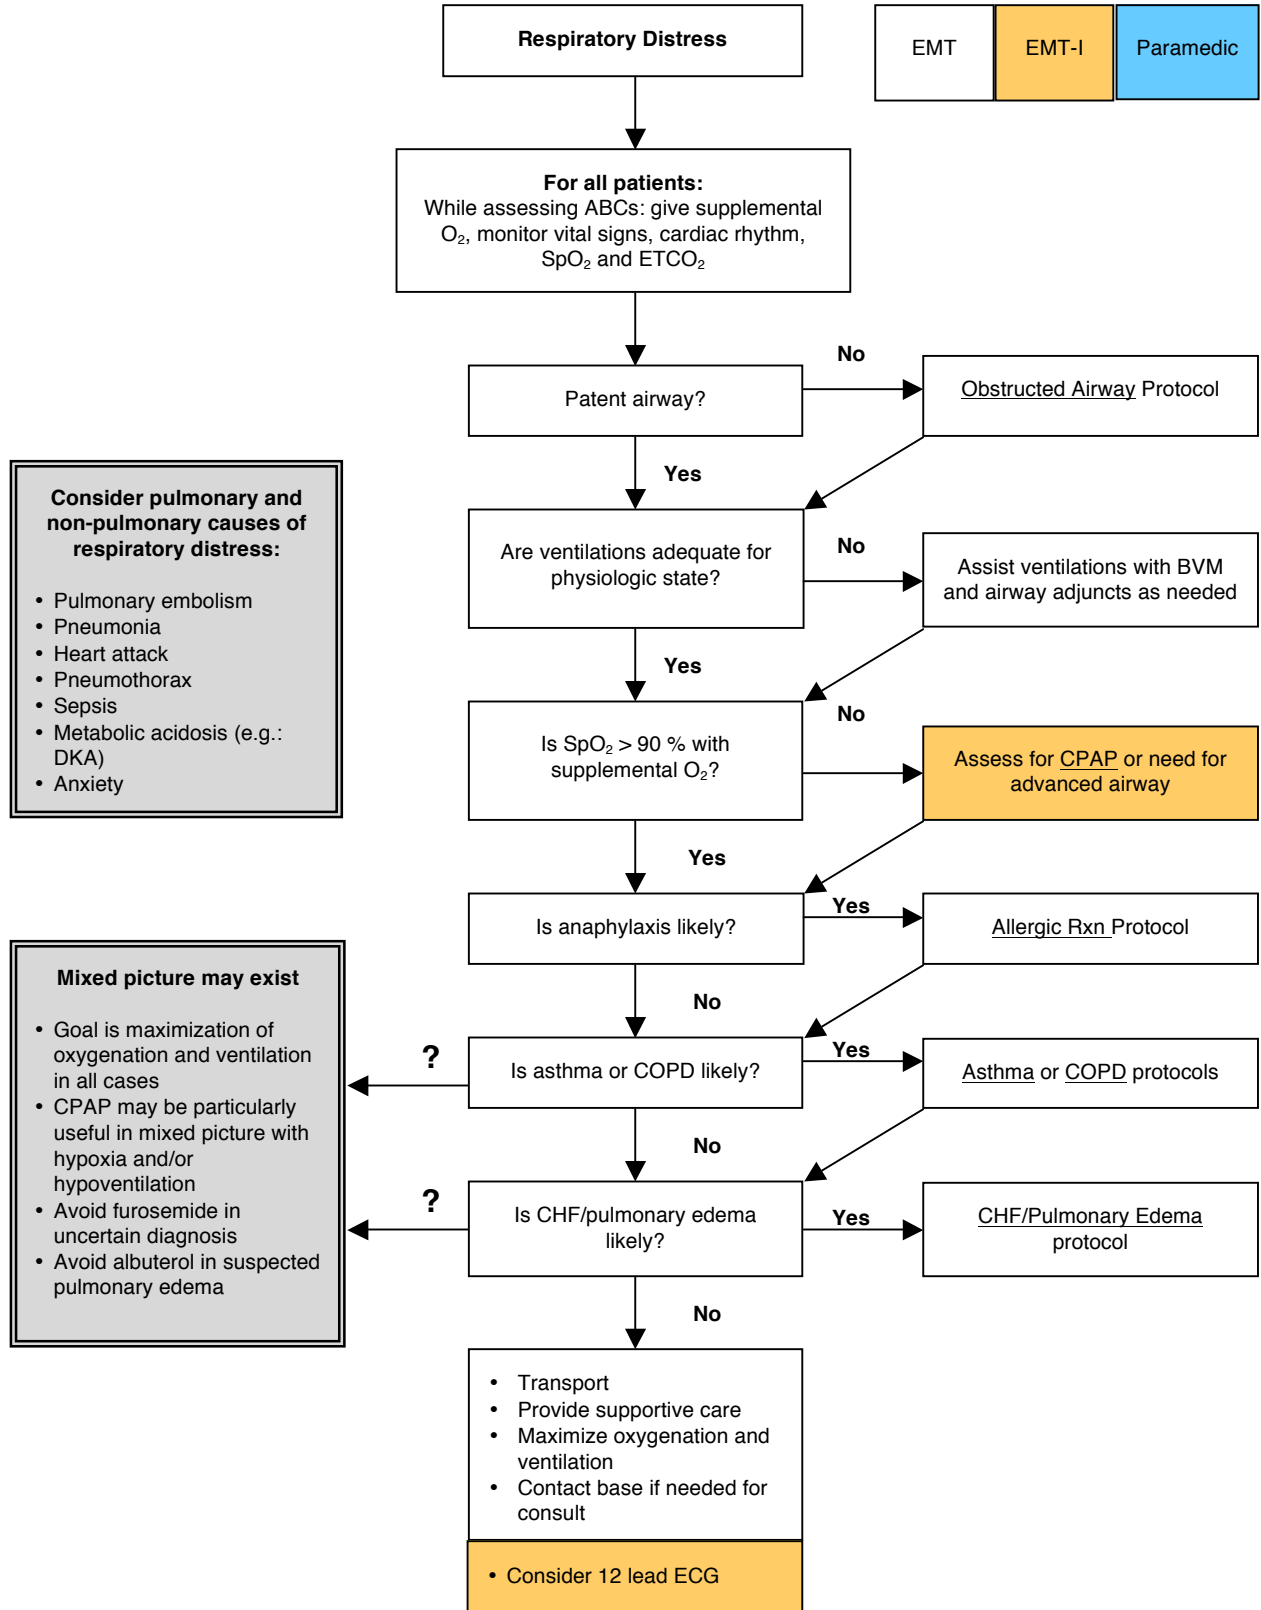 Respiratory Distress
EMT
EMT-I
Paramedic
For all patients:
While assessing ABCs: give supplemental
O₂, monitor vital signs, cardiac rhythm,
SpO₂ and ETCO₂
Patent airway?
No
Obstructed Airway Protocol
Yes
Consider pulmonary and
non-pulmonary causes of
respiratory distress:
• Pulmonary embolism
• Pneumonia
• Heart attack
• Pneumothorax
• Sepsis
• Metabolic acidosis (e.g.:
DKA)
• Anxiety
Are ventilations adequate for
physiologic state?
No
Assist ventilations with BVM
and airway adjuncts as needed
Yes
Is SpO₂ > 90 % with
supplemental O₂?
No
Assess for CPAP or need for
advanced airway
Yes
Is anaphylaxis likely?
Yes
Allergic Rxn Protocol
No
Mixed picture may exist
• Goal is maximization of
oxygenation and ventilation
in all cases
• CPAP may be particularly
useful in mixed picture with
hypoxia and/or
hypoventilation
• Avoid furosemide in
uncertain diagnosis
• Avoid albuterol in suspected
pulmonary edema
?
Is asthma or COPD likely?
Yes
Asthma or COPD protocols
No
?
Is CHF/pulmonary edema
likely?
Yes
CHF/Pulmonary Edema
protocol
No
• Transport
• Provide supportive care
• Maximize oxygenation and
ventilation
• Contact base if needed for
consult
• Consider 12 lead ECG